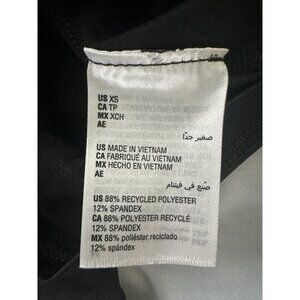 US XS
CA TP
MX XCH
AE
صغير جدًا
US MADE IN VIETNAM
CA FABRIQUÉ AU VIETNAM
MX HECHO EN VIETNAM
AE
صنع في فيتنام
US 88% RECYCLED POLYESTER
12% SPANDEX
CA 88% POLYESTER RECYCLÉ
12% SPANDEX
MX 88% poliéster reciclado
12% SPANDEX